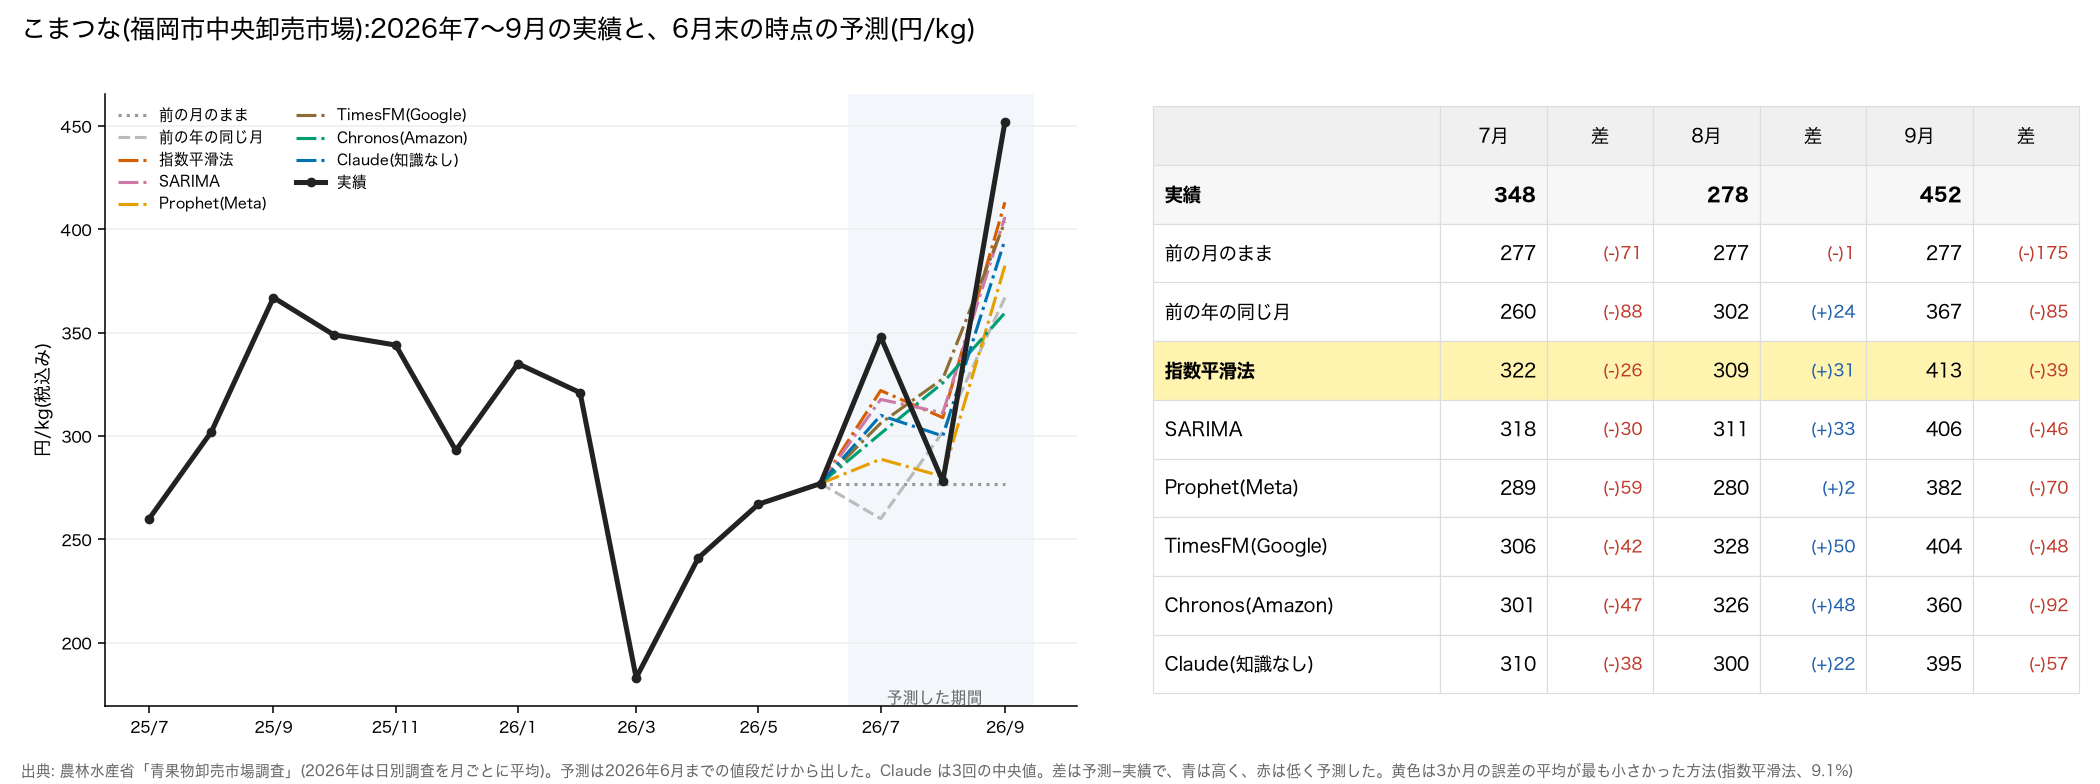 こまつな(福岡市中央卸売市場):2026年7〜9月の実績と、6月末の時点の予測(円/kg)
前の月のまま
前の年の同じ月
指数平滑法
SARIMA
Prophet(Meta)
TimesFM(Google)
Chronos(Amazon)
Claude(知識なし)
実績
円/kg(税込み)
450
400
350
300
250
200
25/7 25/9 25/11 26/1 26/3 26/5 26/7 26/9
予測した期間
7月 差 8月 差 9月 差
実績 348 278 452
前の月のまま 277 (-)71 277 (-)1 277 (-)175
前の年の同じ月 260 (-)88 302 (+)24 367 (-)85
指数平滑法 322 (-)26 309 (+)31 413 (-)39
SARIMA 318 (-)30 311 (+)33 406 (-)46
Prophet(Meta) 289 (-)59 280 (+)2 382 (-)70
TimesFM(Google) 306 (-)42 328 (+)50 404 (-)48
Chronos(Amazon) 301 (-)47 326 (+)48 360 (-)92
Claude(知識なし) 310 (-)38 300 (+)22 395 (-)57
出典: 農林水産省「青果物卸売市場調査」(2026年は日別調査を月ごとに平均)。予測は2026年6月までの値段だけから出した。Claude は3回の中央値。差は予測−実績で、青は高く、赤は低く予測した。黄色は3か月の誤差の平均が最も小さかった方法(指数平滑法、9.1%)